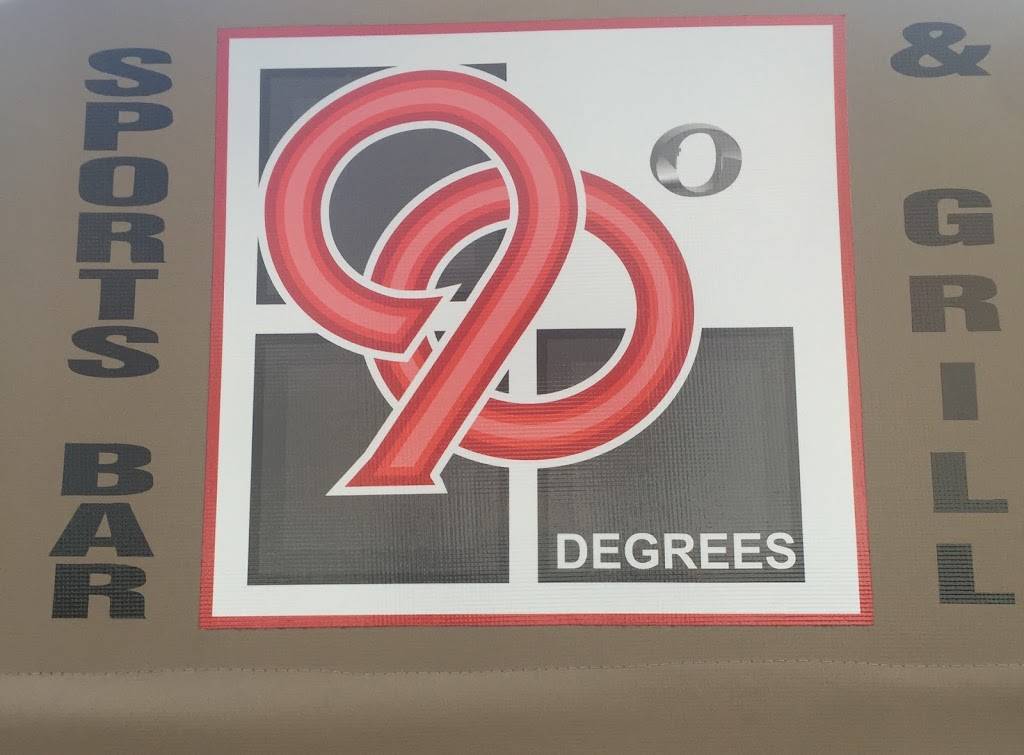 SPORTS BAR
90°
DEGREES
& GRILL